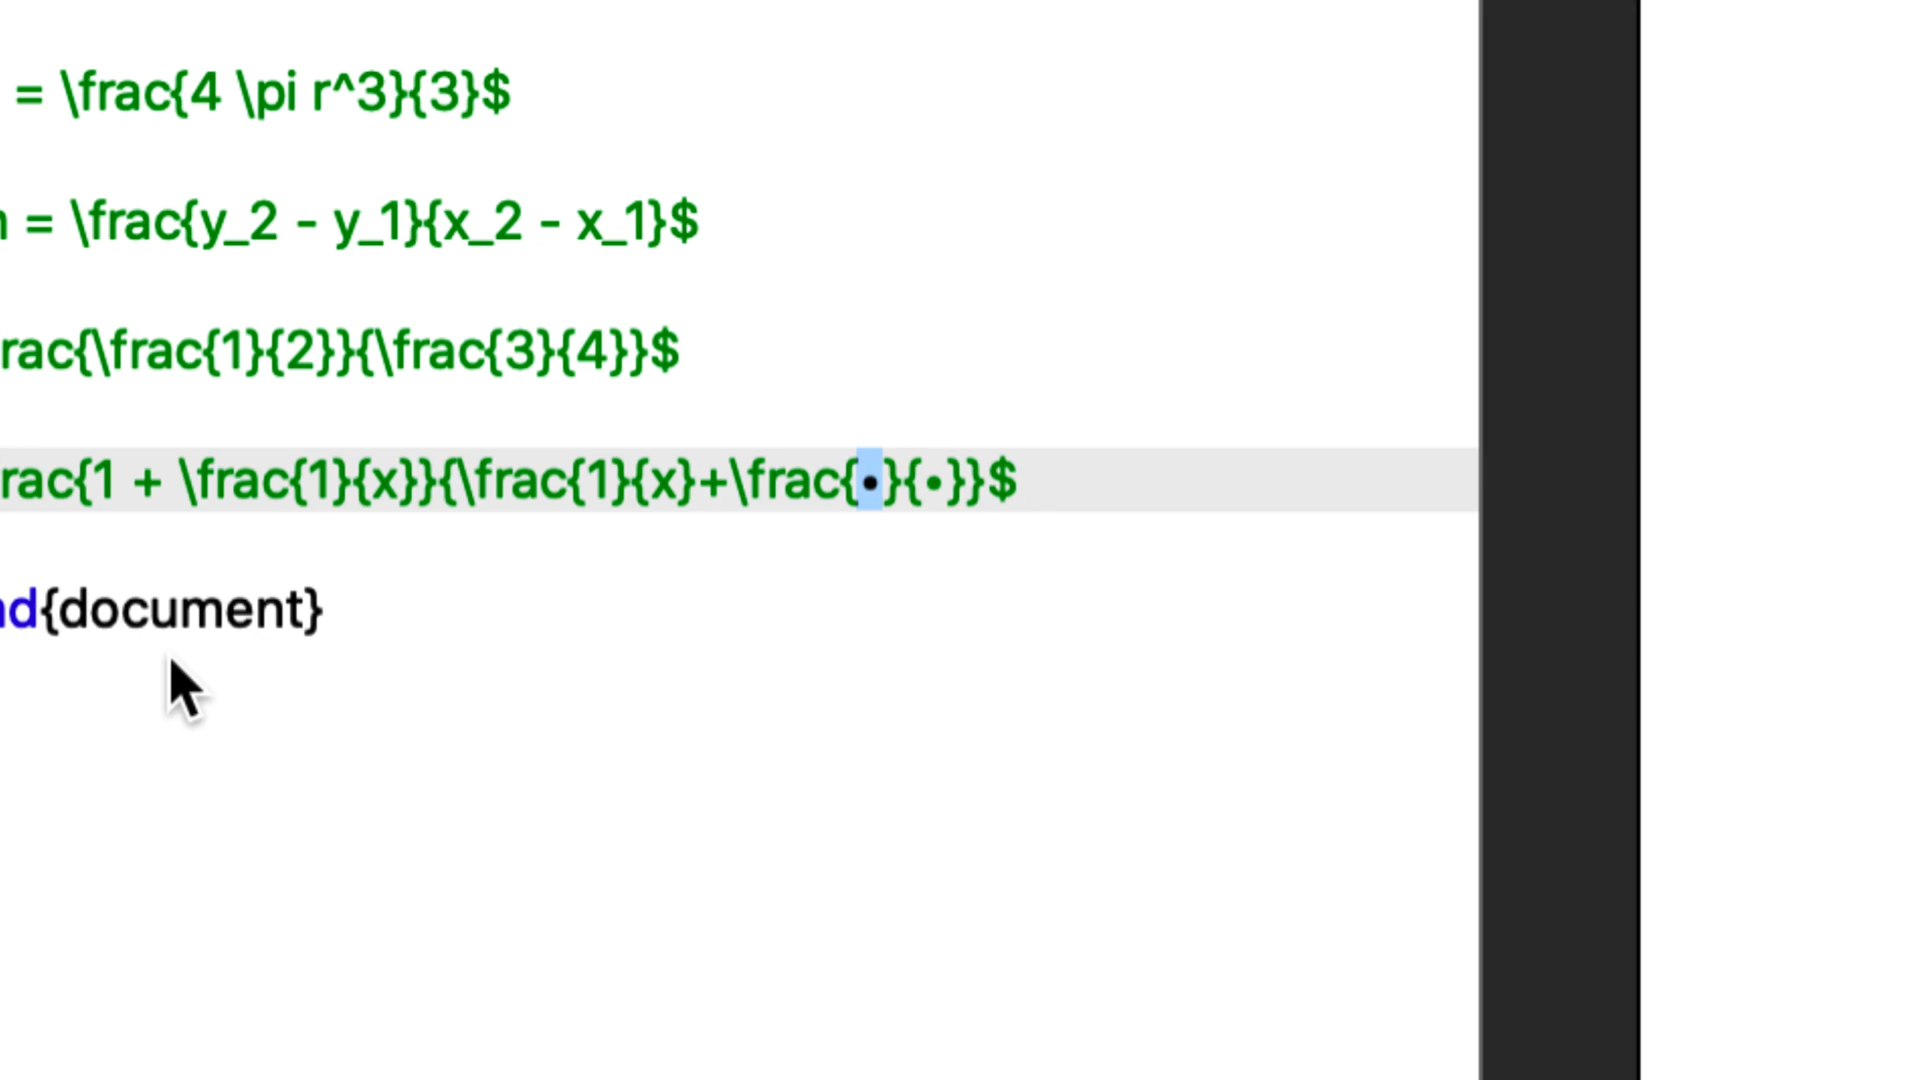 = \frac{4 \pi r^3}{3}$
= \frac{y_2 - y_1}{x_2 - x_1}$
rac{\frac{1}{2}}{\frac{3}{4}}$
rac{1 + \frac{1}{x}}{\frac{1}{x}+\frac{•}{•}}$
nd{document}